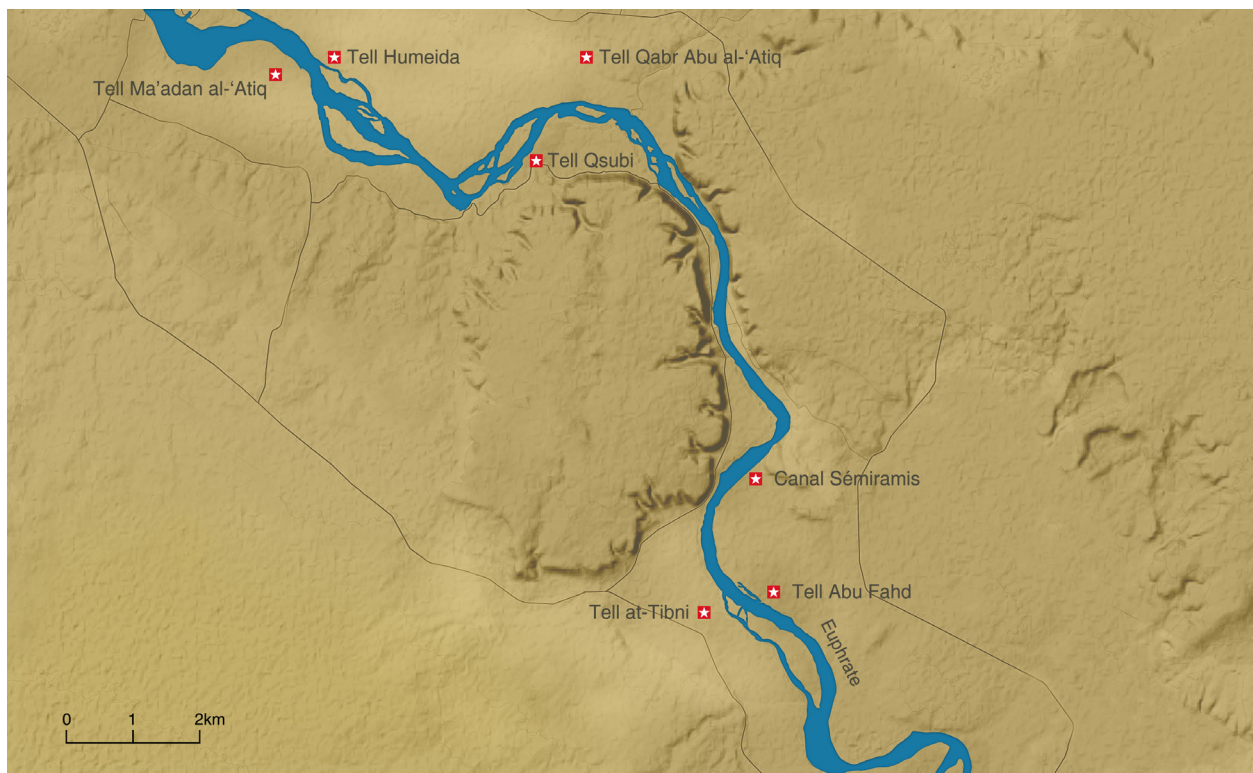 Tell Humeida
Tell Qabr Abu al-‘Atiq
Tell Ma’adan al-‘Atiq
Tell Qsubi
Canal Sémiramis
Tell Abu Fahd
Tell at-Tibni
Euphrate
0 1 2km